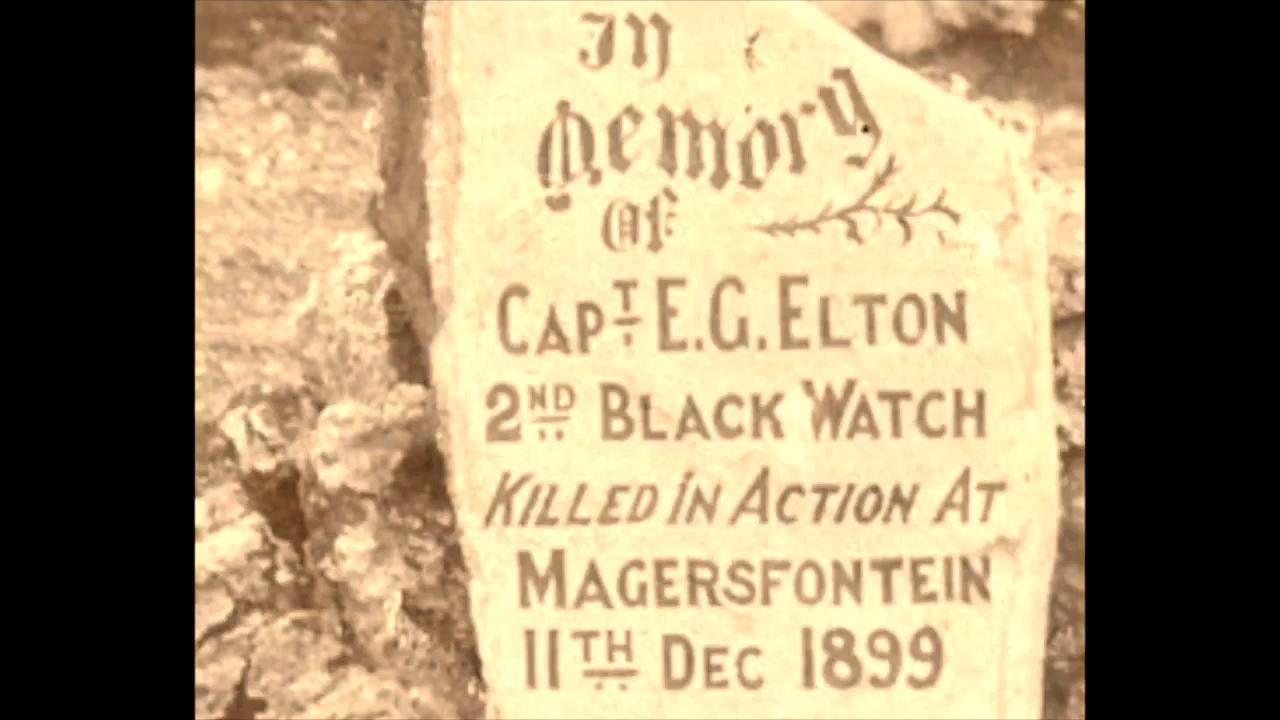 In
Memory
of
CAPT E.G. ELTON
2ND BLACK WATCH
KILLED IN ACTION AT
MAGERSFONTEIN
11TH DEC 1899